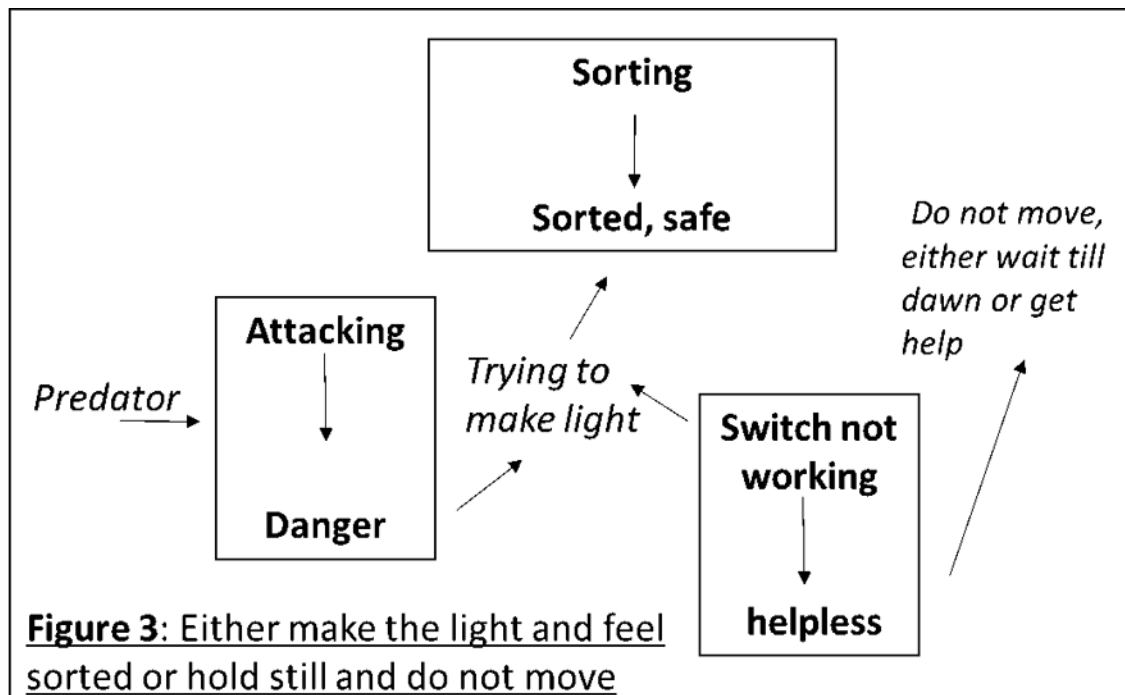 Sorting
Sorted, safe
Do not move,
either wait till
dawn or get
help
Attacking
Danger
Predator
Trying to
make light
Switch not
working
helpless
Figure 3: Either make the light and feel
sorted or hold still and do not move